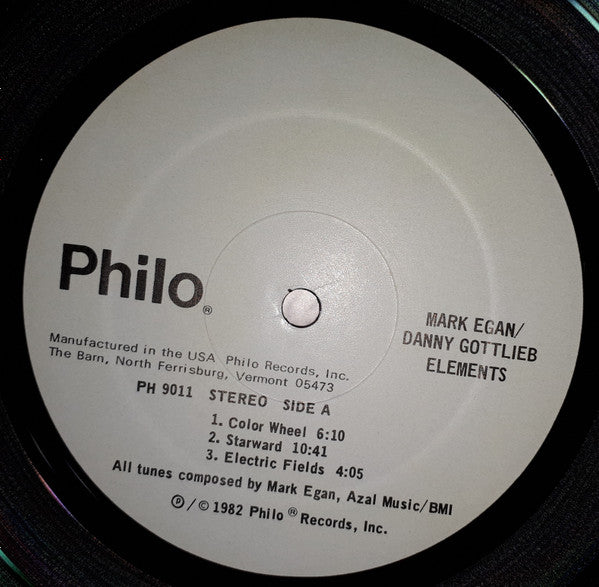 Philo®
MARK EGAN/
DANNY GOTTLIEB
ELEMENTS
Manufactured in the USA Philo Records, Inc.
The Barn, North Ferrisburg, Vermont 05473
PH 9011 STEREO SIDE A
1. Color Wheel 6:10
2. Starward 10:41
3. Electric Fields 4:05
All tunes composed by Mark Egan, Azal Music/BMI
℗/© 1982 Philo® Records, Inc.